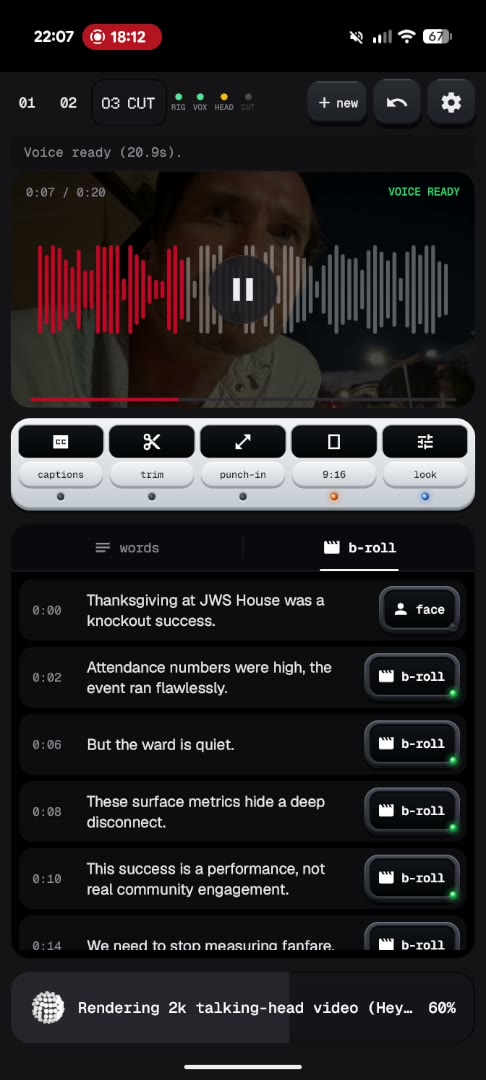 22:07 18:12 67
01 02 03 CUT RIG VOX HEAD CUT + new
Voice ready (20.9s).
0:07 / 0:20 VOICE READY
CC
captions trim punch-in 9:16 look
words b-roll
0:00 Thanksgiving at JWS House was a
knockout success. face
0:02 Attendance numbers were high, the
event ran flawlessly. b-roll
0:06 But the ward is quiet. b-roll
0:08 These surface metrics hide a deep
disconnect. b-roll
0:10 This success is a performance, not
real community engagement. b-roll
0:14 We need to stop measuring fanfare. b-roll
Rendering 2k talking-head video (Hey… 60%